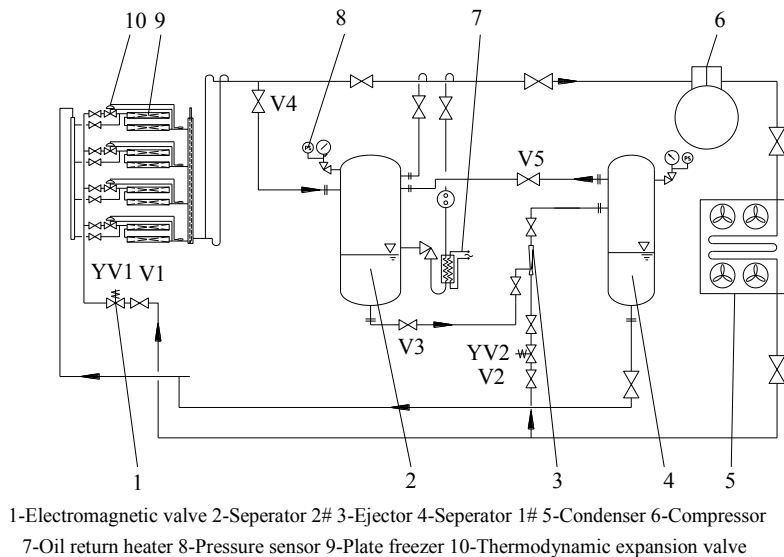 10 9 8 7 6
V4
PS
PS
V5
YV1 V1
V3
YV2
V2
1 2 3 4 5
1-Electromagnetic valve 2-Seperator 2# 3-Ejector 4-Seperator 1# 5-Condenser 6-Compressor
7-Oil return heater 8-Pressure sensor 9-Plate freezer 10-Thermodynamic expansion valve